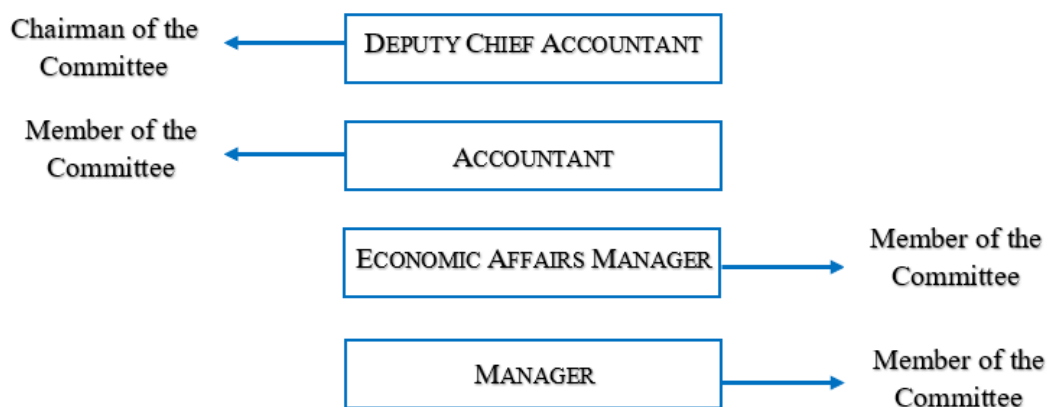 Chairman of the
Committee
DEPUTY CHIEF ACCOUNTANT
Member of the
Committee
ACCOUNTANT
ECONOMIC AFFAIRS MANAGER
Member of the
Committee
MANAGER
Member of the
Committee